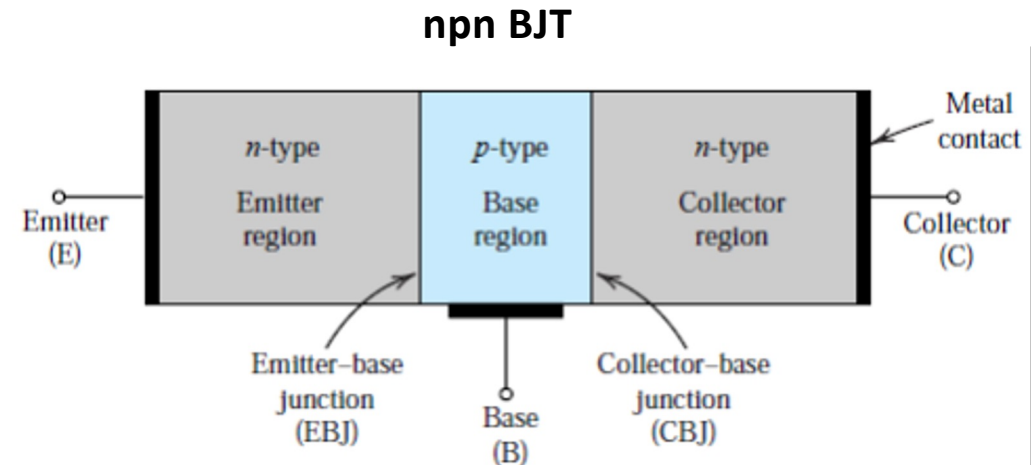 npn BJT
Metal
contact
n-type
Emitter
region
p-type
Base
region
n-type
Collector
region
Emitter
(E)
Collector
(C)
Emitter–base
junction
(EBJ)
Base
(B)
Collector–base
junction
(CBJ)